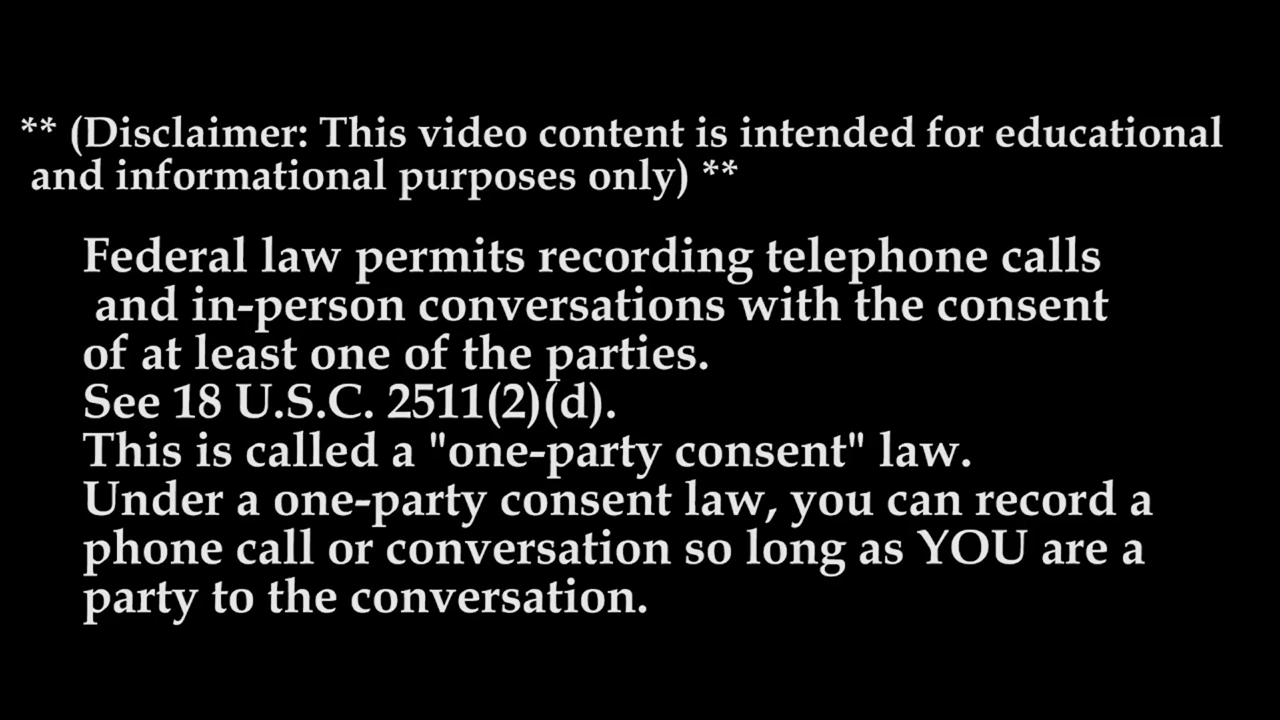 ** (Disclaimer: This video content is intended for educational
and informational purposes only) **
Federal law permits recording telephone calls
and in-person conversations with the consent
of at least one of the parties.
See 18 U.S.C. 2511(2)(d).
This is called a "one-party consent" law.
Under a one-party consent law, you can record a
phone call or conversation so long as YOU are a
party to the conversation.